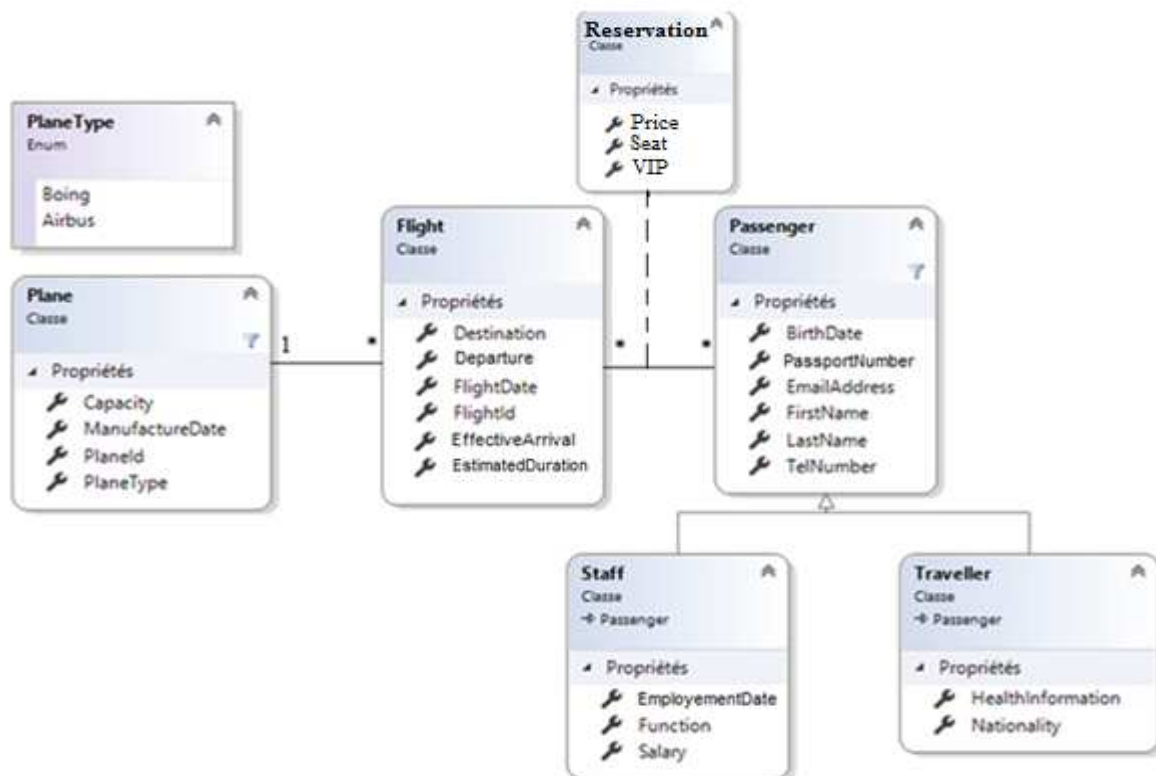 Reservation
Classe
Propriétés
Price
Seat
VIP
PlaneType
Enum
Boing
Airbus
Flight
Classe
Propriétés
Destination
Departure
FlightDate
FlightId
EffectiveArrival
EstimatedDuration
Passenger
Classe
Propriétés
BirthDate
PassportNumber
EmailAddress
FirstName
LastName
TelNumber
Plane
Classe
Propriétés
Capacity
ManufactureDate
PlaneId
PlaneType
1
*
*
*
Staff
Classe
Passenger
Propriétés
EmployementDate
Function
Salary
Traveller
Classe
Passenger
Propriétés
HealthInformation
Nationality